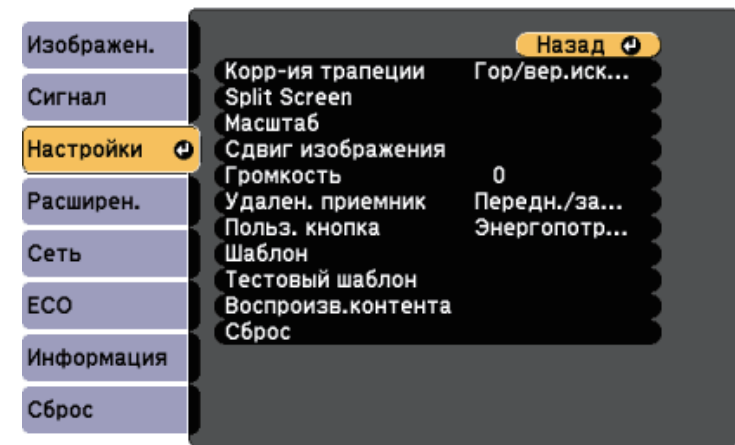 Изображен.
Сигнал
Настройки
Расширен.
Сеть
ECO
Информация
Сброс
Назад
Корр-ия трапеции Гор/вер.иск...
Split Screen
Масштаб
Сдвиг изображения
Громкость 0
Удален. приемник Передн./за...
Польз. кнопка Энергопотр...
Шаблон
Тестовый шаблон
Воспроизв.контента
Сброс